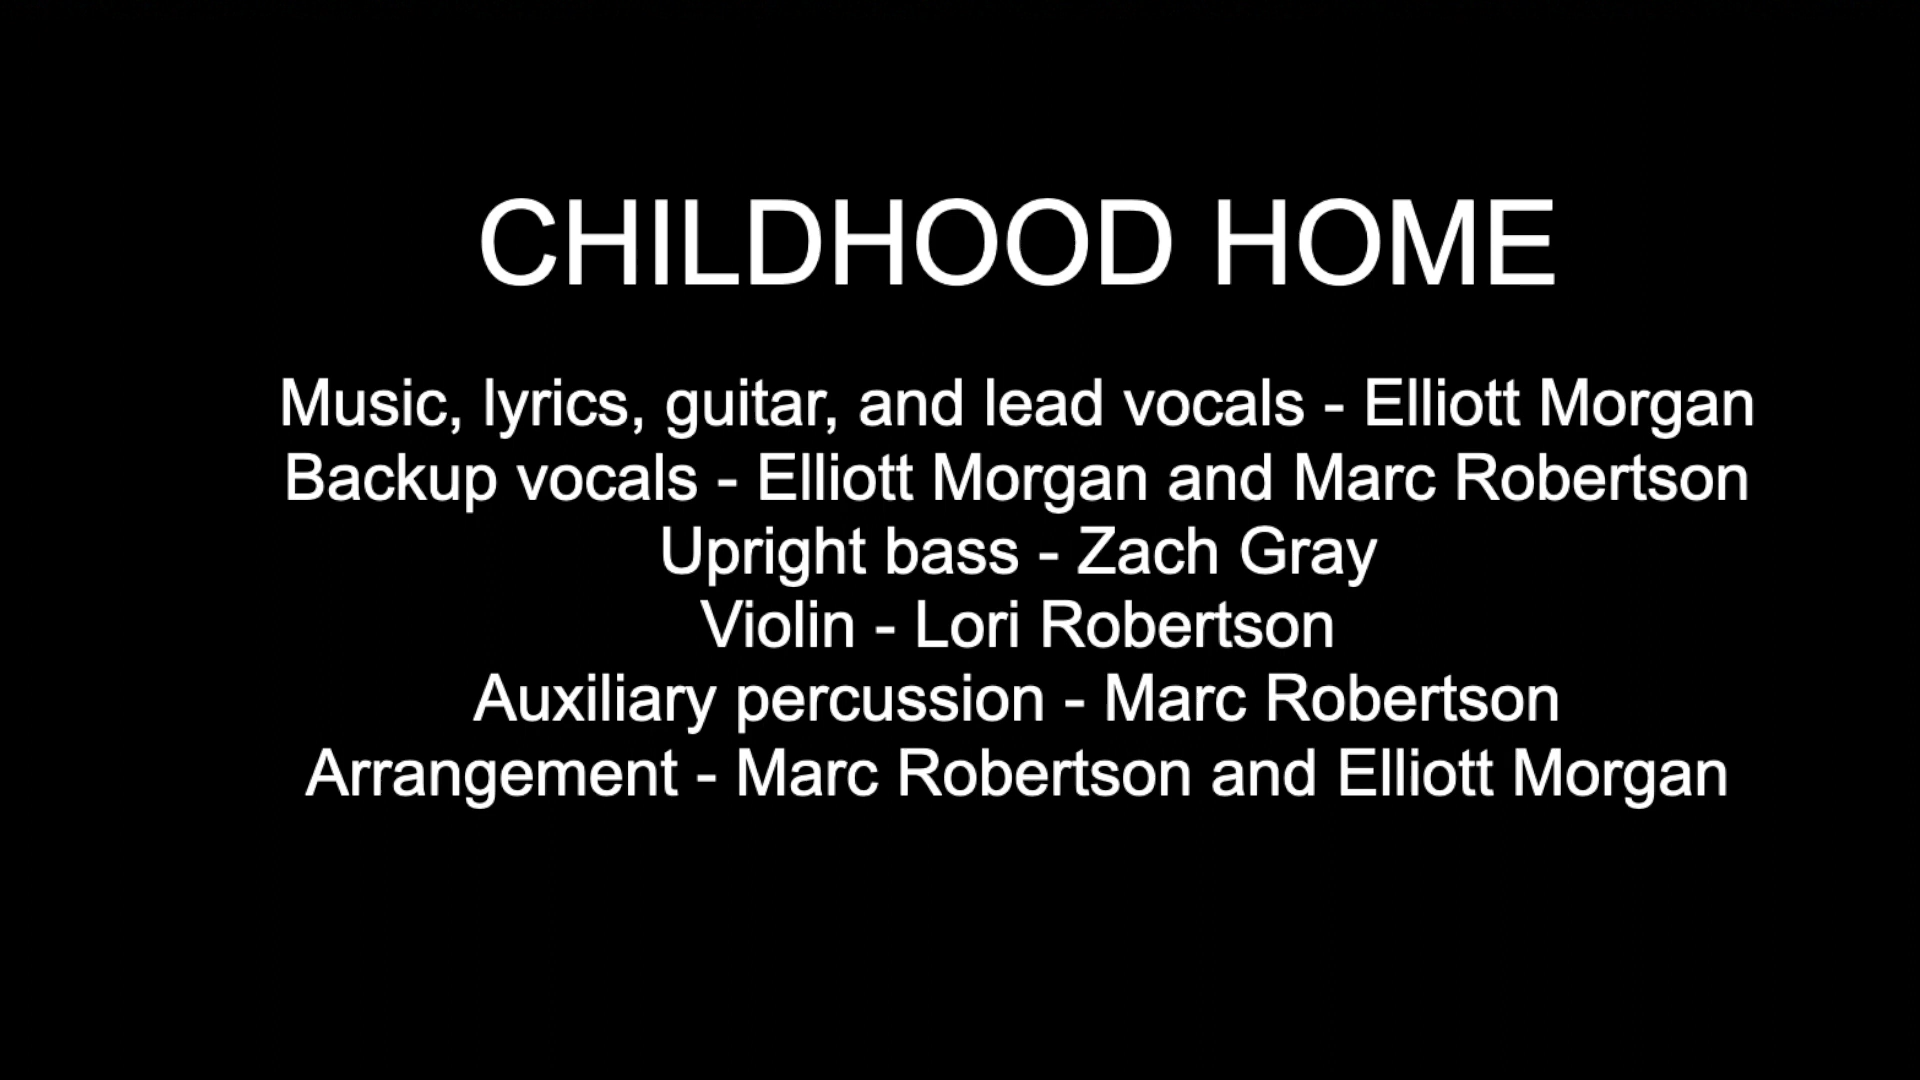 CHILDHOOD HOME
Music, lyrics, guitar, and lead vocals - Elliott Morgan
Backup vocals - Elliott Morgan and Marc Robertson
Upright bass - Zach Gray
Violin - Lori Robertson
Auxiliary percussion - Marc Robertson
Arrangement - Marc Robertson and Elliott Morgan